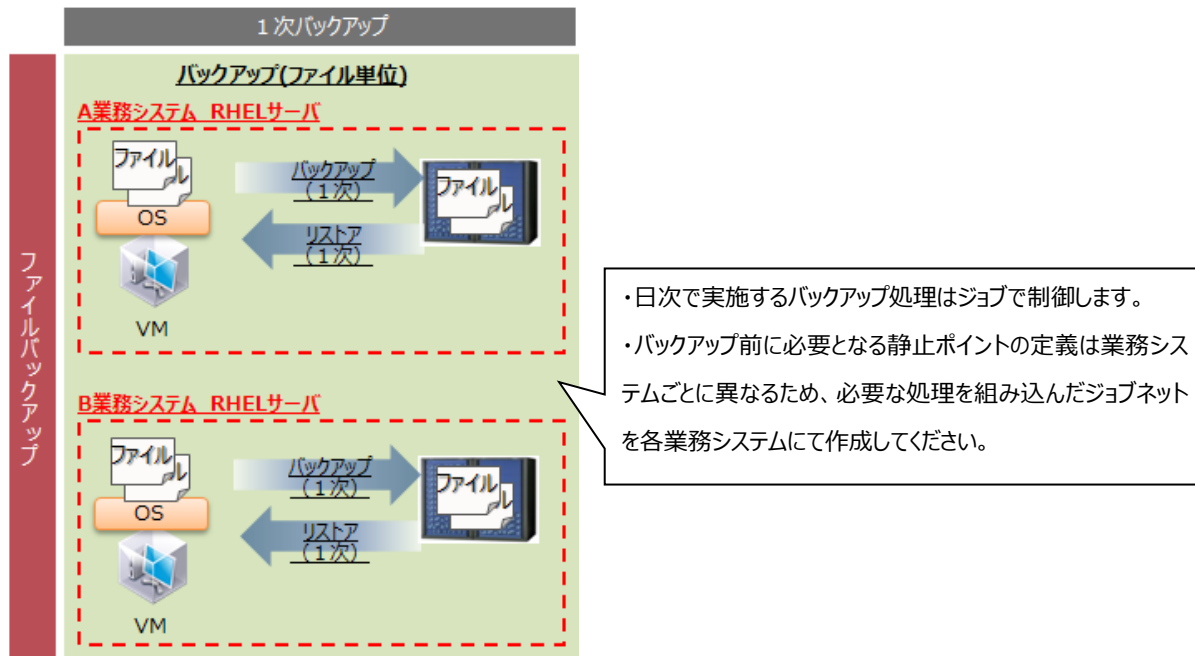 1次バックアップ
ファイルバックアップ
バックアップ(ファイル単位)
A業務システム RHELサーバ
ファイル
ル
OS
VM
バックアップ
(1次)
リストア
(1次)
ファイル
ル
B業務システム RHELサーバ
ファイル
ル
OS
VM
バックアップ
(1次)
リストア
(1次)
ファイル
ル
・日次で実施するバックアップ処理はジョブで制御します。
・バックアップ前に必要となる静止ポイントの定義は業務シス
テムごとに異なるため、必要な処理を組み込んだジョブネット
を各業務システムにて作成してください。